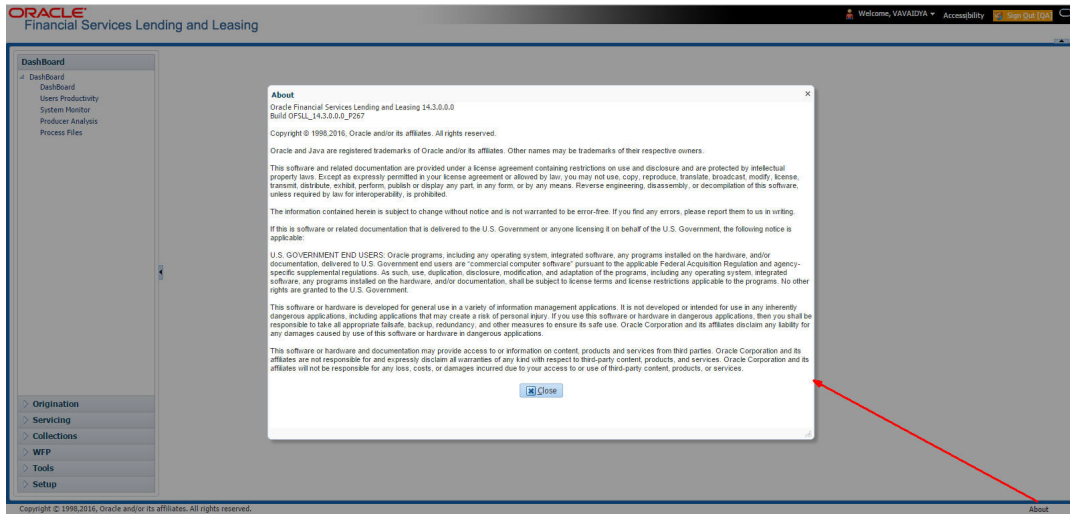 ORACLE'
Financial Services Lending and Leasing
Welcome, VAVAIDYA
Accessibility
Sign Out [QA]
DashBoard
DashBoard
DashBoard
Users Productivity
System Monitor
Producer Analysis
Process Files
Origination
Servicing
Collections
WFP
Tools
Setup
About
Oracle Financial Services Lending and Leasing 14.3.0.0.0
Build OFSLL_14.3.0.0.0_P267
Copyright © 1998,2016, Oracle and/or its affiliates. All rights reserved.
Oracle and Java are registered trademarks of Oracle and/or its affiliates. Other names may be trademarks of their respective owners.
This software and related documentation are provided under a license agreement containing restrictions on use and disclosure and are protected by intellectual
property laws. Except as expressly permitted in your license agreement or allowed by law, you may not use, copy, reproduce, translate, broadcast, modify, license,
transmit, distribute, exhibit, perform, publish or display any part, in any form, or by any means. Reverse engineering, disassembly, or decompilation of this software,
unless required by law for interoperability, is prohibited.
The information contained herein is subject to change without notice and is not warranted to be error-free. If you find any errors, please report them to us in writing.
If this is software or related documentation that is delivered to the U.S. Government or anyone licensing it on behalf of the U.S. Government, the following notice is
applicable:
U.S. GOVERNMENT END USERS: Oracle programs, including any operating system, integrated software, any programs installed on the hardware, and/or
documentation, delivered to U.S. Government end users are "commercial computer software" pursuant to the applicable Federal Acquisition Regulation and agency-
specific supplemental regulations. As such, use, duplication, disclosure, modification, and adaptation of the programs, including any operating system, integrated
software, any programs installed on the hardware, and/or documentation, shall be subject to license terms and license restrictions applicable to the programs. No other
rights are granted to the U.S. Government.
This software or hardware is developed for general use in a variety of information management applications. It is not developed or intended for use in any inherently
dangerous applications, including applications that may create a risk of personal injury. If you use this software or hardware in dangerous applications, then you shall be
responsible to take all appropriate failsafe, backup, redundancy, and other measures to ensure its safe use. Oracle Corporation and its affiliates disclaim any liability for
any damages caused by use of this software or hardware in dangerous applications.
This software or hardware and documentation may provide access to or information on content, products and services from third parties. Oracle Corporation and its
affiliates are not responsible for and expressly disclaim all warranties of any kind with respect to third-party content, products, and services. Oracle Corporation and its
affiliates will not be responsible for any loss, costs, or damages incurred due to your access to or use of third-party content, products, or services.
Close
Copyright © 1998,2016, Oracle and/or its affiliates. All rights reserved.
About